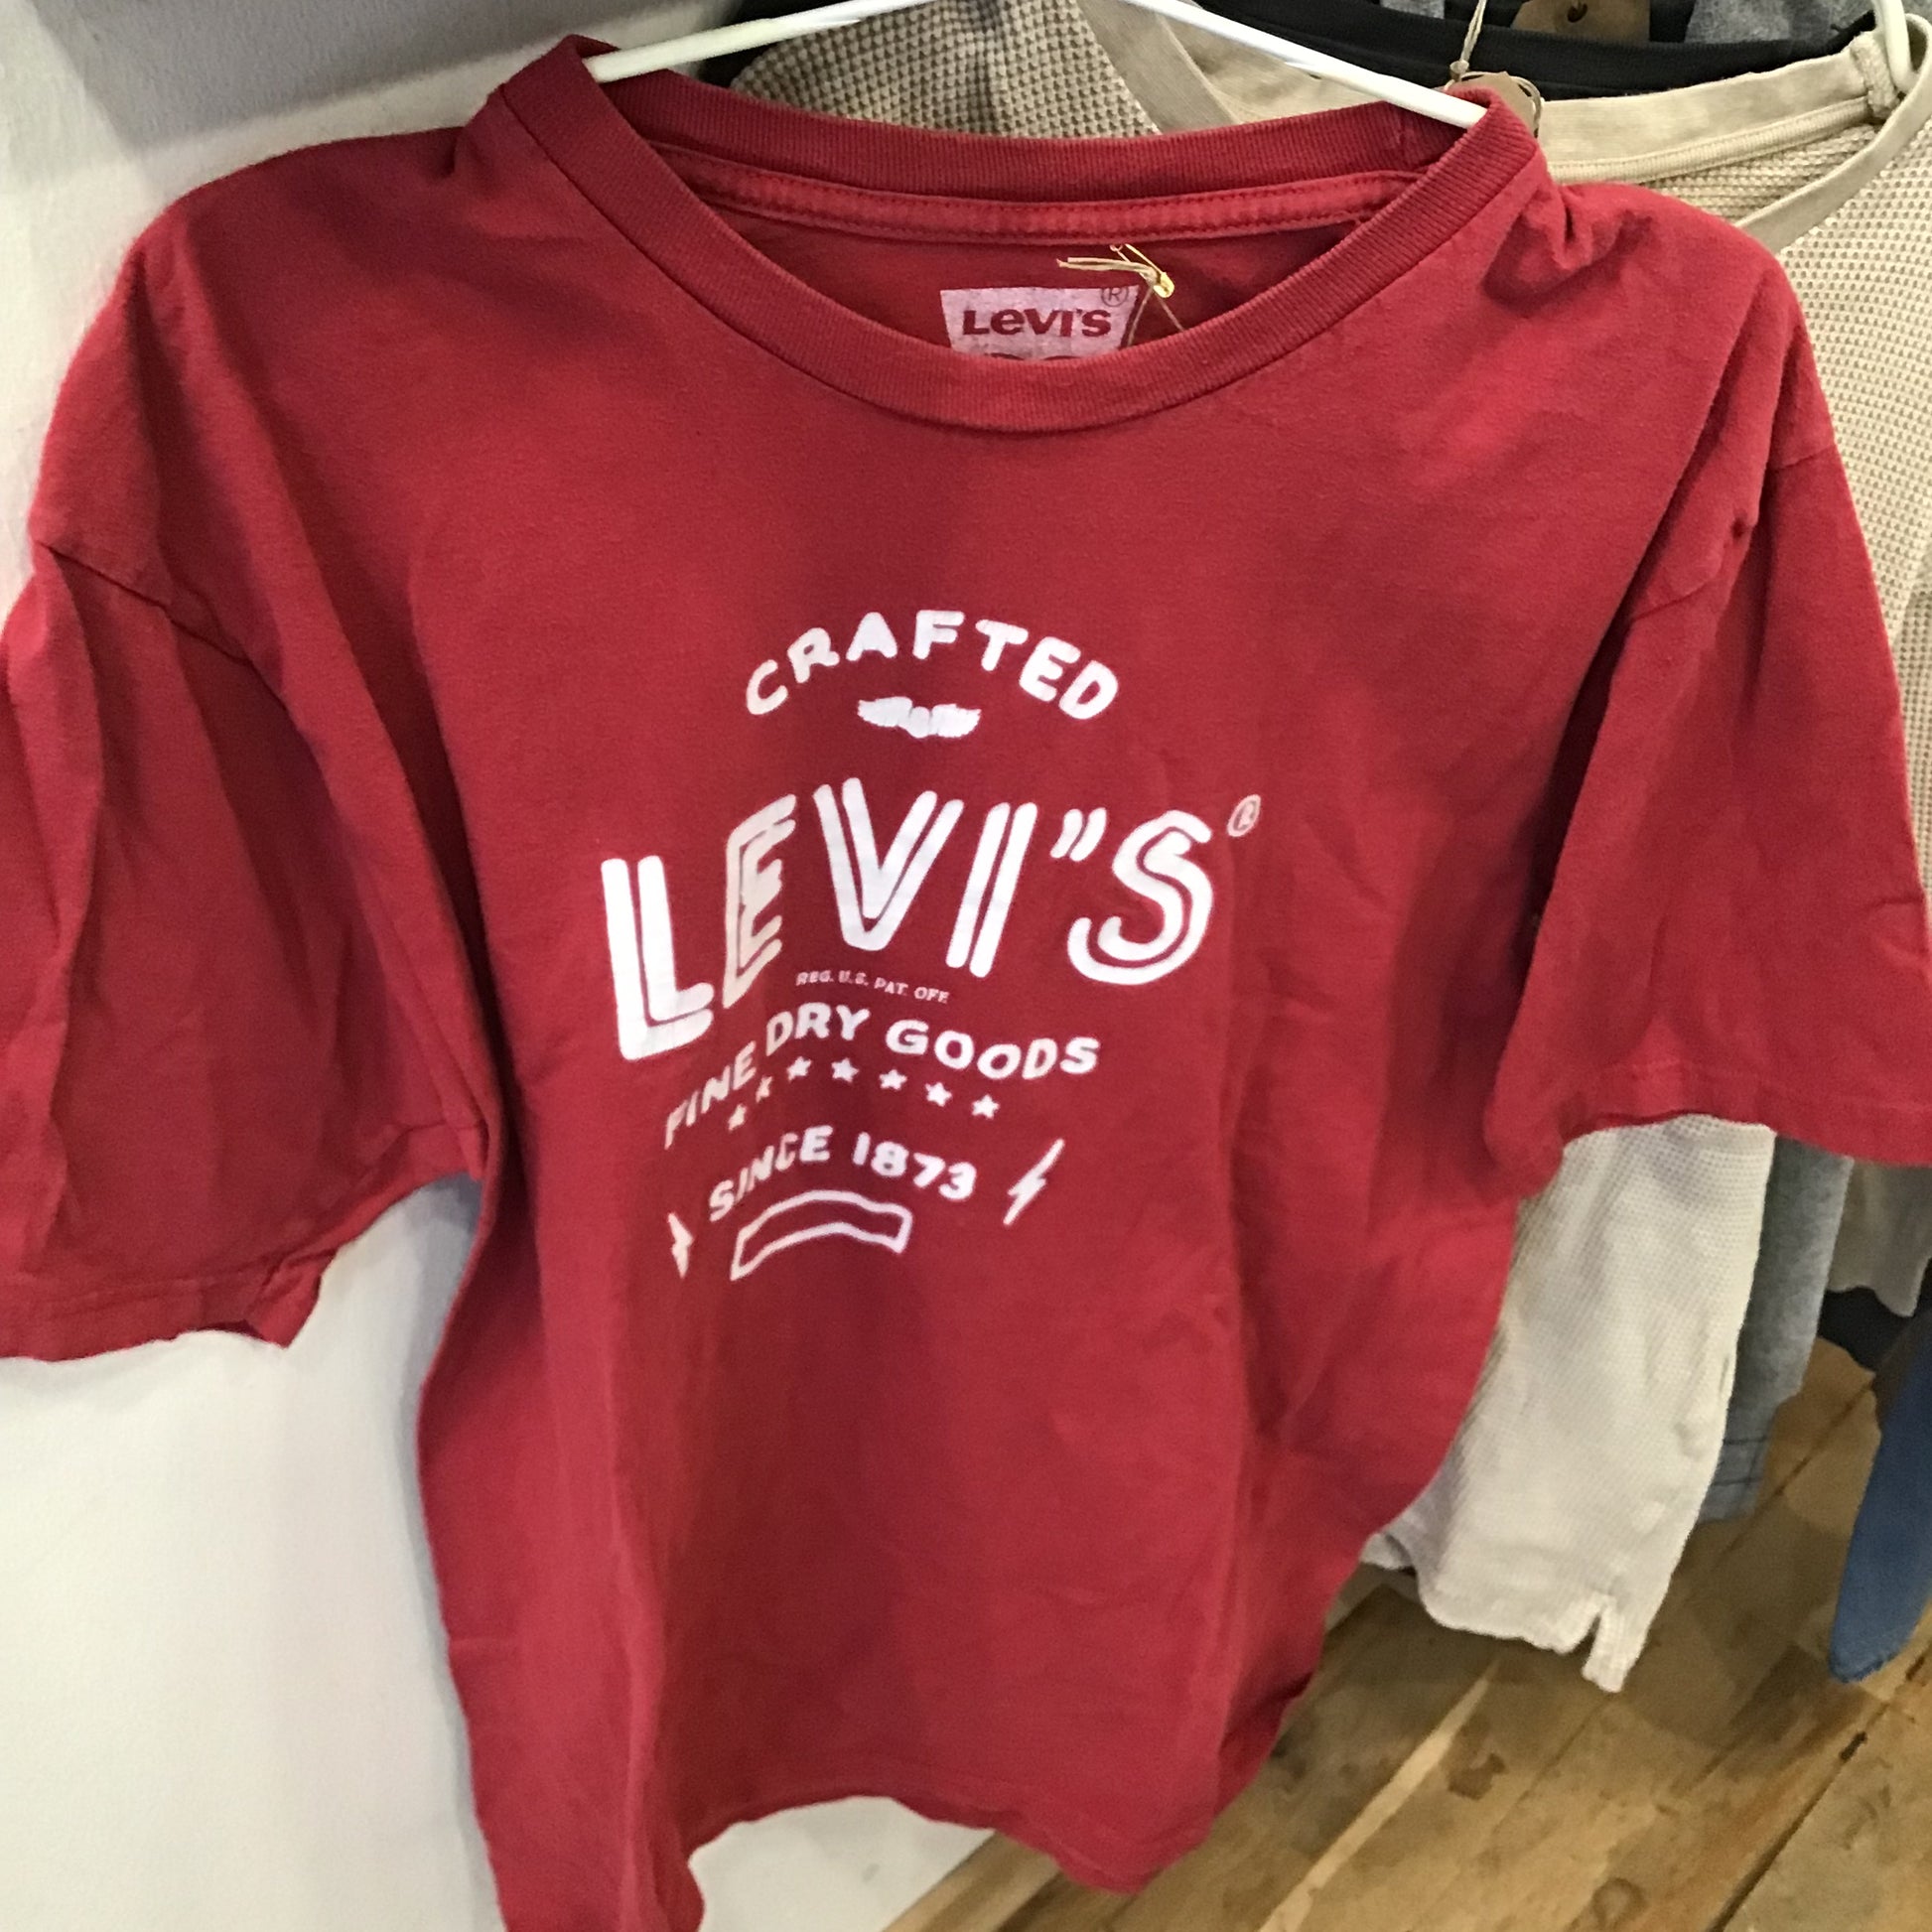 LEVI'S ®
CRAFTED
LEVI'S ®
REG. U.S. PAT. OFF.
FINE DRY GOODS
SINCE 1873